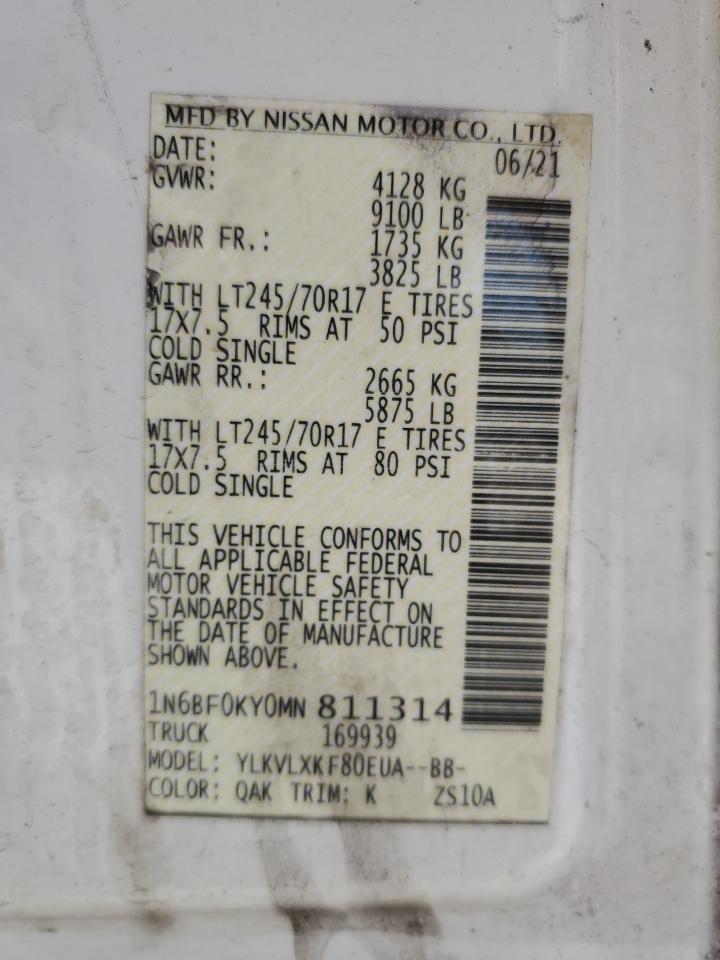 MFD BY NISSAN MOTOR CO., LTD.
DATE: 06/21
GVWR: 4128 KG
9100 LB
GAWR FR.: 1735 KG
3825 LB
WITH LT245/70R17 E TIRES
17X7.5 RIMS AT 50 PSI
COLD SINGLE
GAWR RR.: 2665 KG
5875 LB
WITH LT245/70R17 E TIRES
17X7.5 RIMS AT 80 PSI
COLD SINGLE
THIS VEHICLE CONFORMS TO
ALL APPLICABLE FEDERAL
MOTOR VEHICLE SAFETY
STANDARDS IN EFFECT ON
THE DATE OF MANUFACTURE
SHOWN ABOVE.
1N6BF0KY0MN 811314
TRUCK 169939
MODEL: YLKVLXKF80EUA--BB-
COLOR: QAK TRIM: K ZS10A